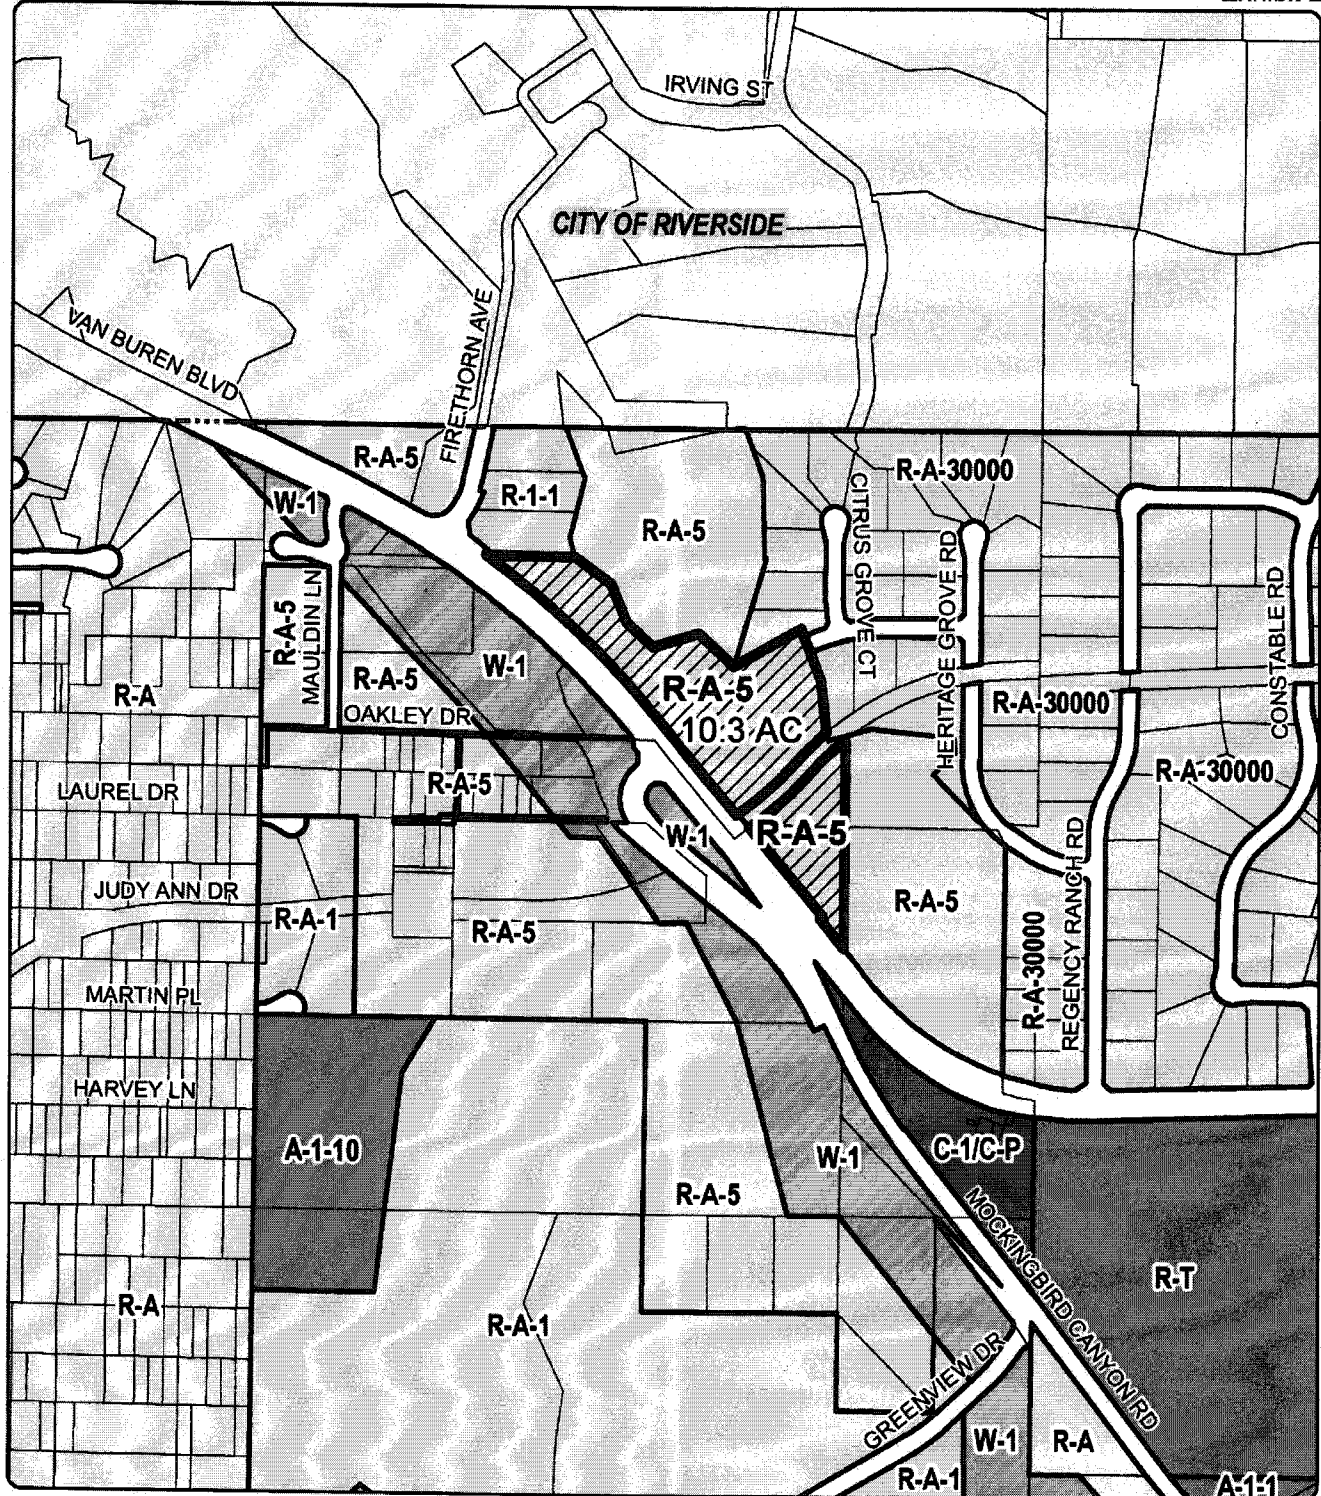 IRVING ST
CITY OF RIVERSIDE
VAN BUREN BLVD
FIRETHORN AVE
R-A-5
R-A-30000
W-1
R-1-1
R-A-5
CITRUS GROVE CT
HERITAGE GROVE RD
CONSTABLE RD
R-A-5
MAULDIN LN
R-A
R-A-5
W-1
R-A-5
10.3 AC
R-A-30000
OAKLEY DR
R-A-30000
LAUREL DR
R-A-5
W-1
R-A-5
JUDY ANN DR
R-A-1
R-A-5
R-A-5
R-A-30000
REGENCY RANCH RD
MARTIN PL
HARVEY LN
A-1-10
W-1
C-1/C-P
R-A-5
MOCKINGBIRD CANYON RD
R-T
R-A
R-A-1
GREENVIEW DR
W-1
R-A
R-A-1
A-1-1